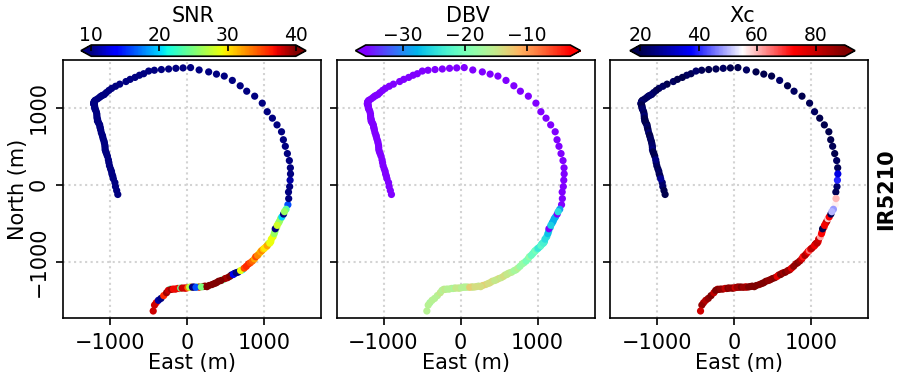 SNR DBV Xc
10 20 30 40 −30 −20 −10 20 40 60 80
1000
0
−1000
North (m)
IR5210
−1000 0 1000 −1000 0 1000 −1000 0 1000
East (m) East (m) East (m)